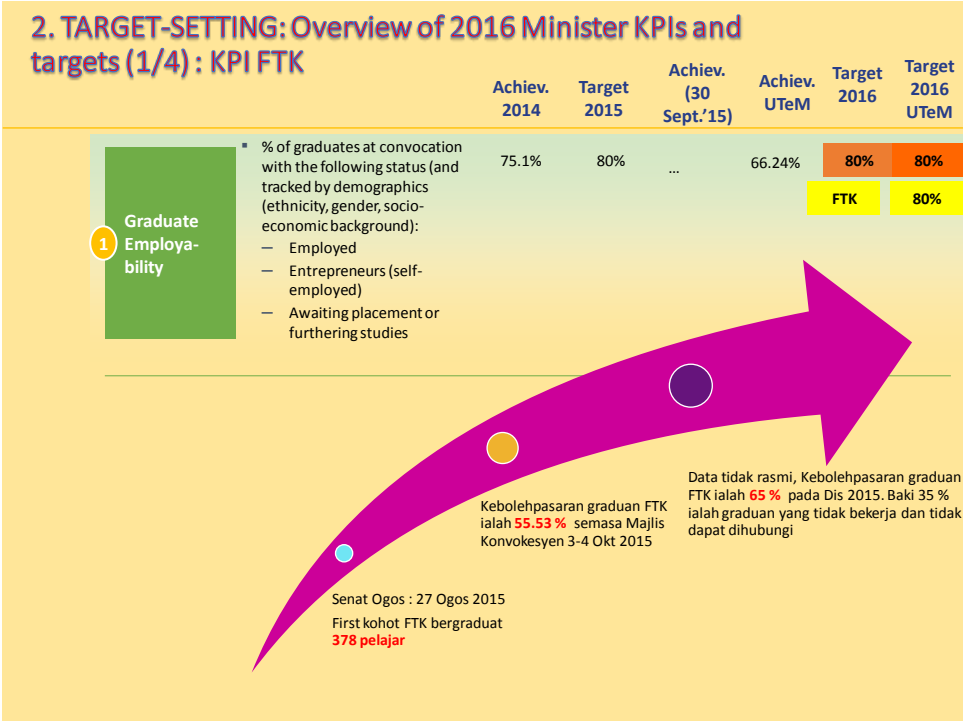 2. TARGET-SETTING: Overview of 2016 Minister KPIs and
targets (1/4) : KPI FTK
Achiev.
2014
Target
2015
Achiev.
(30
Sept.'15)
Achiev.
UTeM
Target
2016
Target
2016
UTeM
1
Graduate
Employa-
bility
▪ % of graduates at convocation
with the following status (and
tracked by demographics
(ethnicity, gender, socio-
economic background):
– Employed
– Entrepreneurs (self-
employed)
– Awaiting placement or
furthering studies
75.1%
80%
...
66.24%
80%
80%
FTK
80%
Data tidak rasmi, Kebolehpasaran graduan
FTK ialah 65 % pada Dis 2015. Baki 35 %
ialah graduan yang tidak bekerja dan tidak
dapat dihubungi
Kebolehpasaran graduan FTK
ialah 55.53 % semasa Majlis
Konvokesyen 3-4 Okt 2015
Senat Ogos : 27 Ogos 2015
First kohot FTK bergraduat
378 pelajar